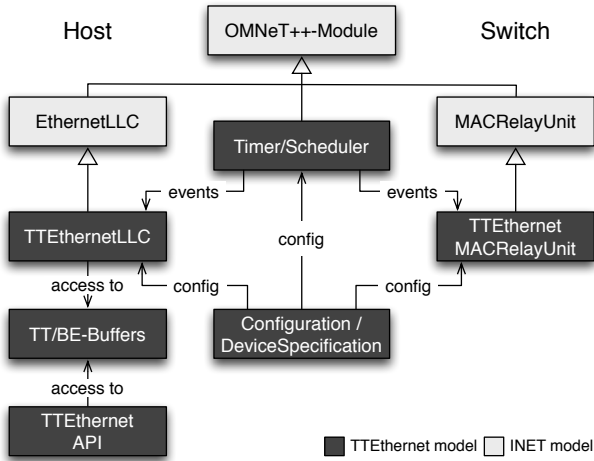 Host
OMNeT++-Module
Switch
EthernetLLC
Timer/Scheduler
MACRelayUnit
events
events
TTEthernetLLC
config
TTEthernet
MACRelayUnit
access to
config
config
TT/BE-Buffers
Configuration /
DeviceSpecification
access to
TTEthernet
API
TTEthernet model
INET model